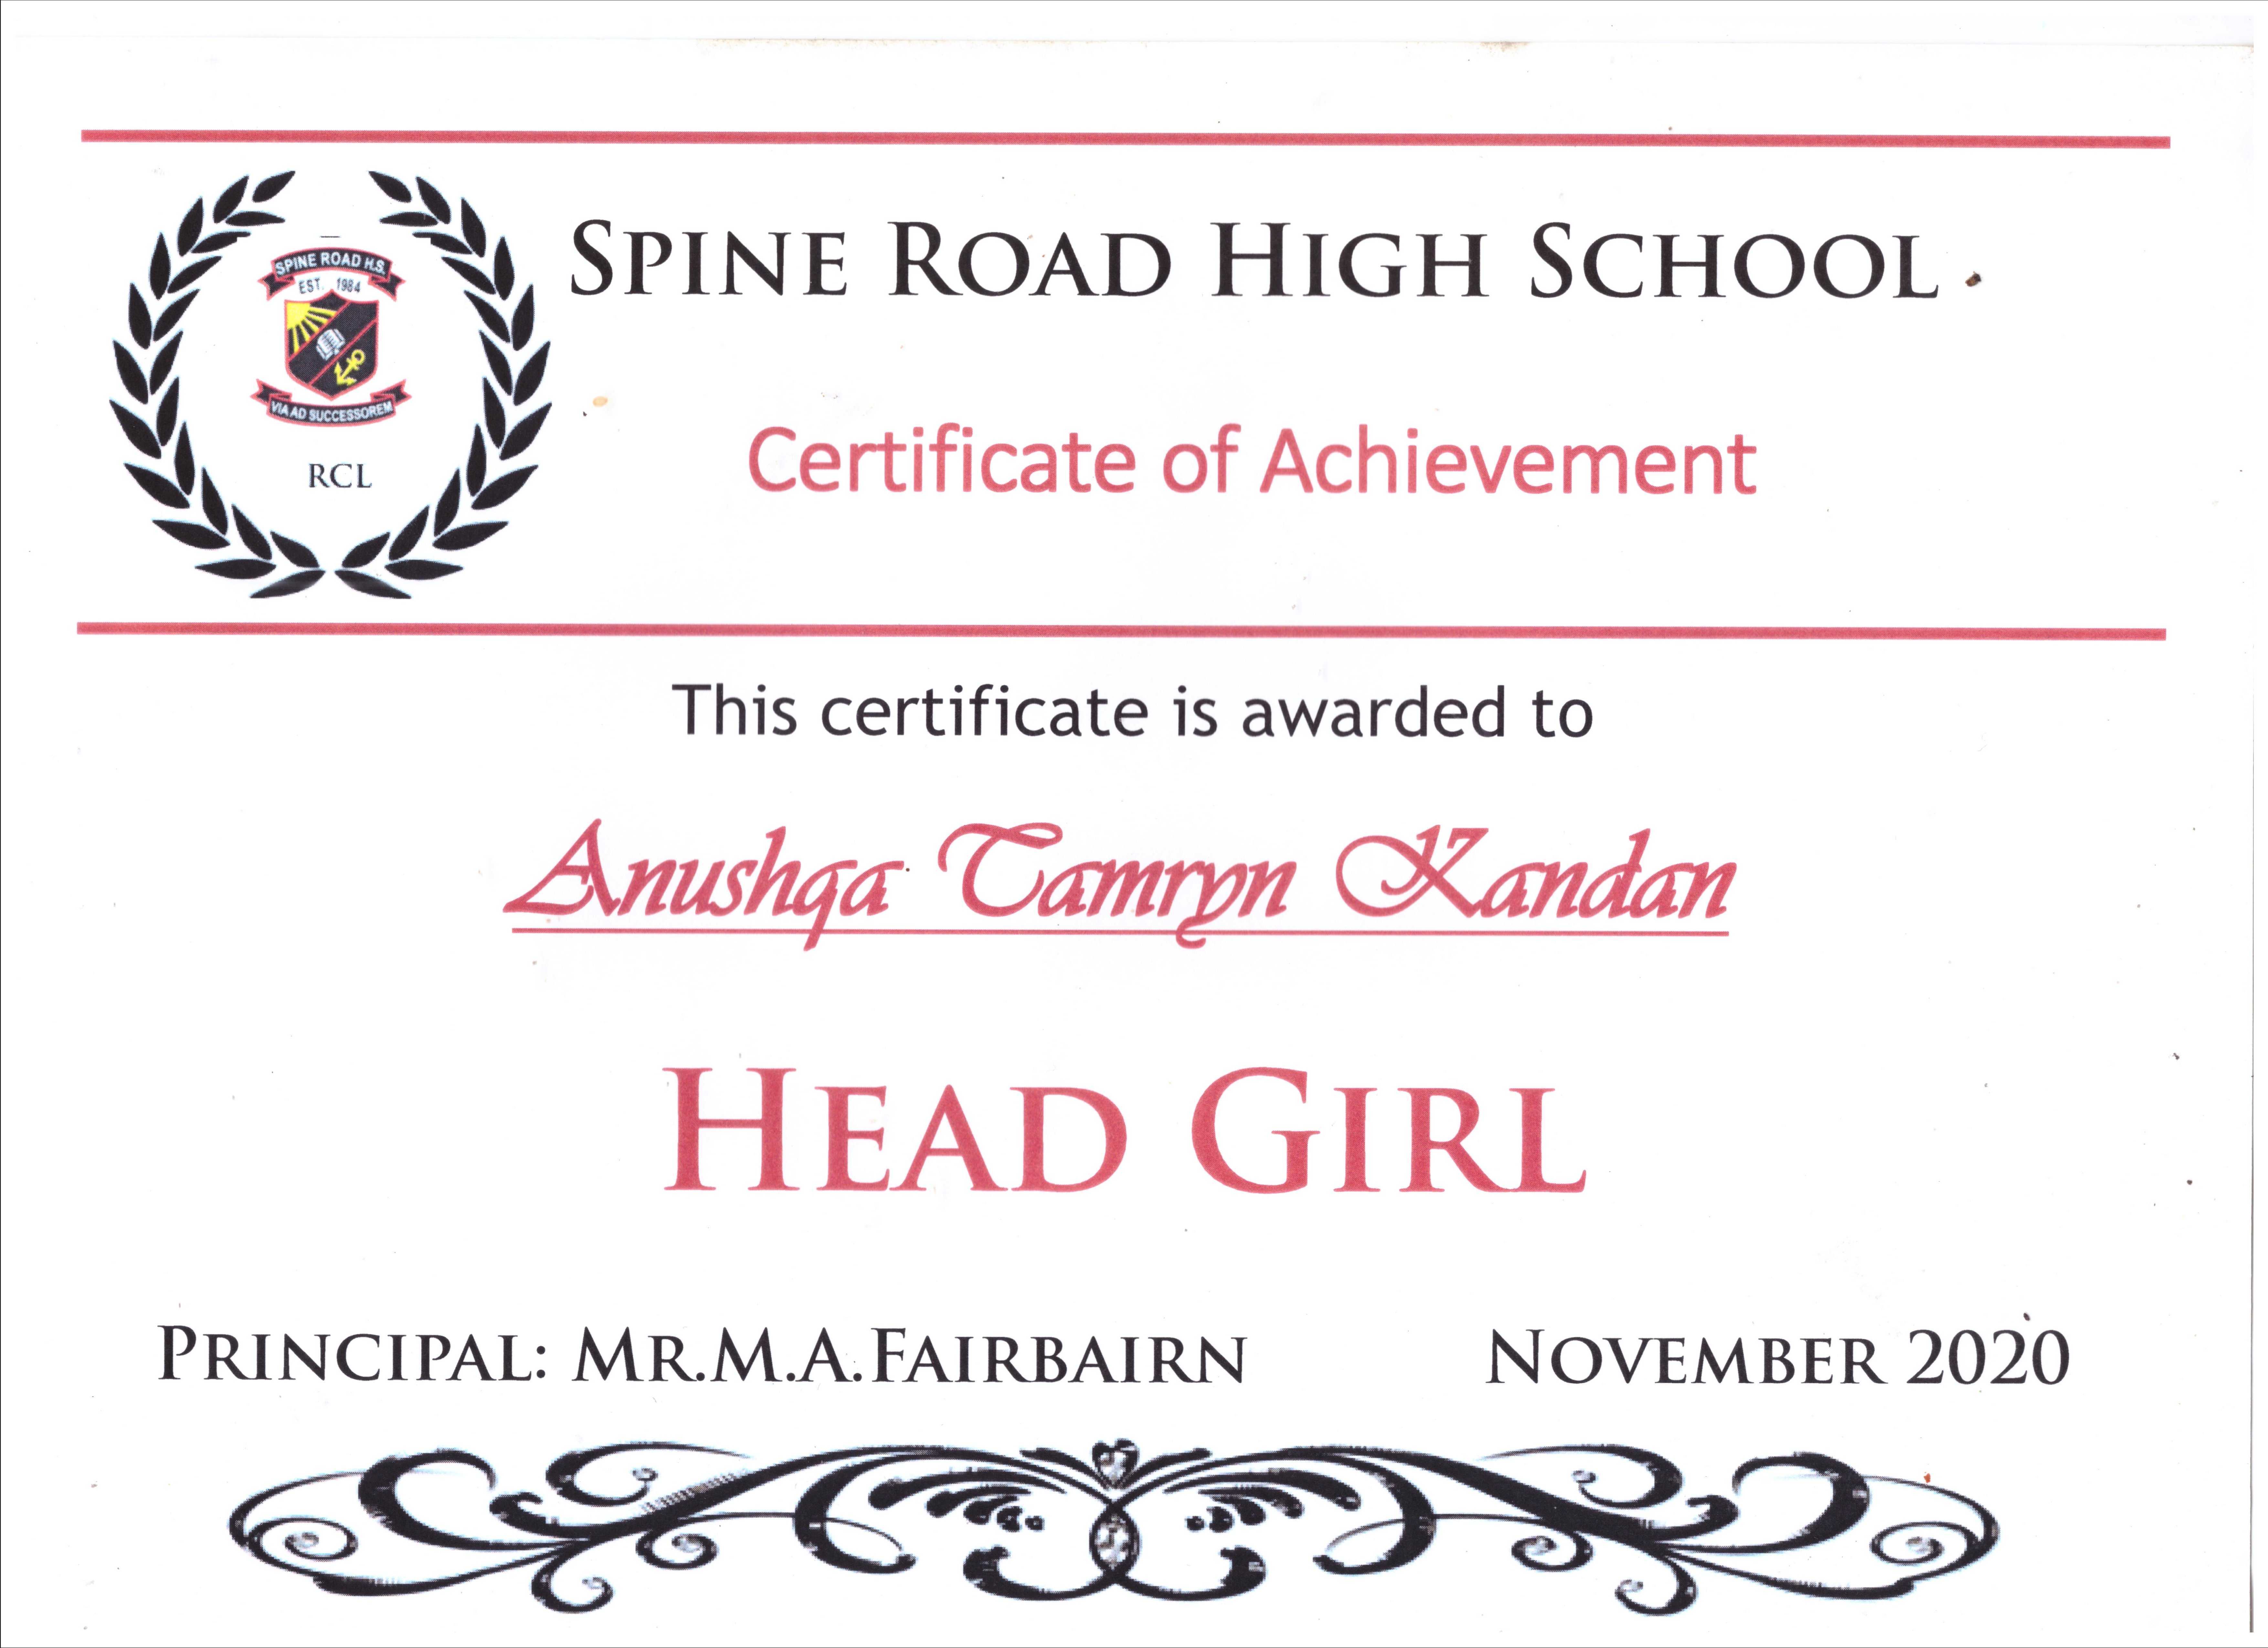 SPINE ROAD H.S.
EST. 1984
VIA AD SUCCESSOREM
RCL
SPINE ROAD HIGH SCHOOL
Certificate of Achievement
This certificate is awarded to
Anushqa Tamryn Kandan
HEAD GIRL
PRINCIPAL: MR.M.A.FAIRBAIRN
NOVEMBER 2020